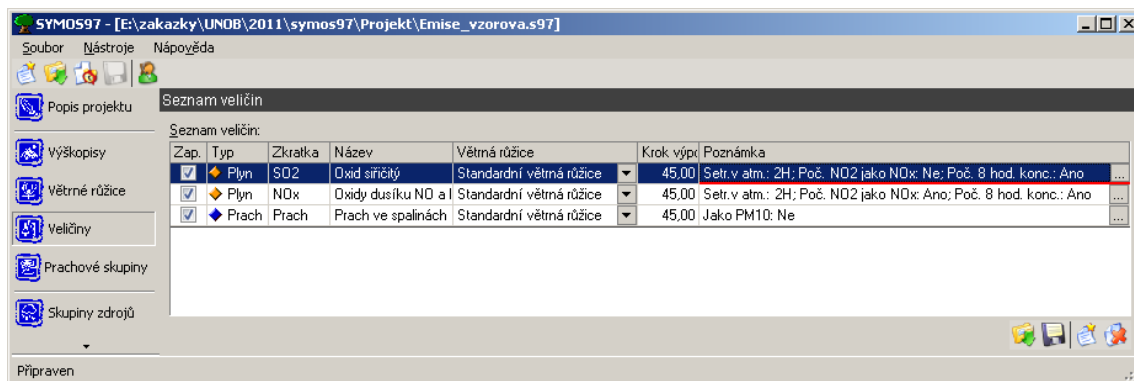 SYMOS97 - [E:\zakazky\UNOB\2011\symos97\Projekt\Emise_vzorova.s97]
Soubor Nástroje Nápověda
Popis projektu
Výškopisy
Větrné růžice
Veličiny
Prachové skupiny
Skupiny zdrojů
Seznam veličin
Seznam veličin:
Zap. Typ Zkratka Název Větrná růžice Krok výpo Poznámka
Plyn SO2 Oxid siřičitý Standardní větrná růžice 45,00 Setr.v atm.: 2H; Poč. NO2 jako NOx: Ne; Poč. 8 hod. konc.: Ano ...
Plyn NOx Oxidy dusíku NO a Standardní větrná růžice 45,00 Setr.v atm.: 2H; Poč. NO2 jako NOx: Ano; Poč. 8 hod. konc.: Ano ...
Prach Prach Prach ve spalinách Standardní větrná růžice 45,00 Jako PM10: Ne ...
Připraven